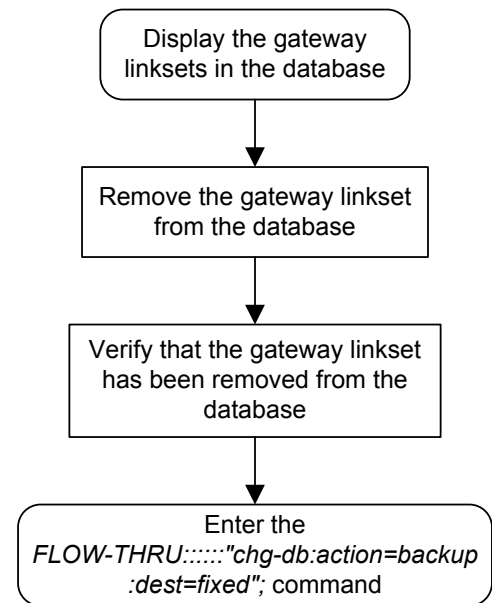 Display the gateway
linksets in the database
Remove the gateway linkset
from the database
Verify that the gateway linkset
has been removed from the
database
Enter the
FLOW-THRU::::::"chg-db:action=backup
:dest=fixed"; command